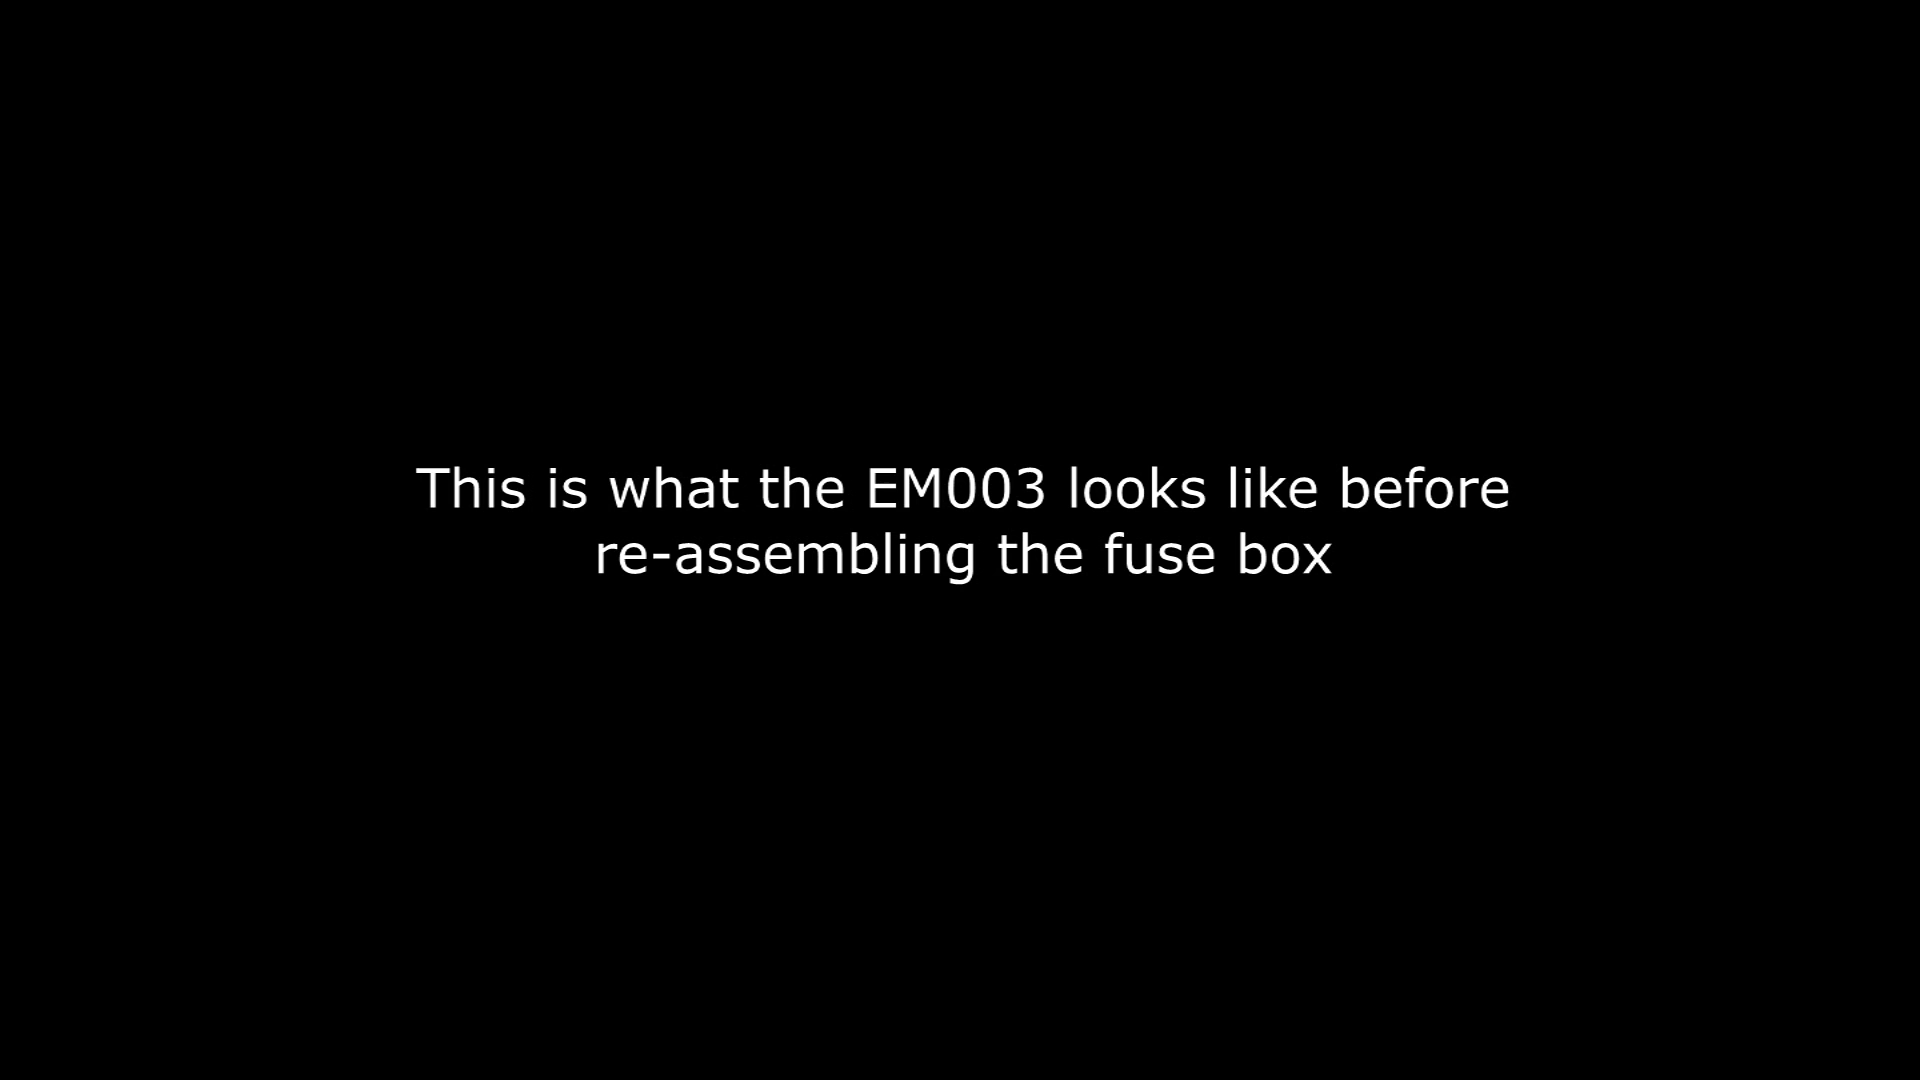 This is what the EM003 looks like before
re-assembling the fuse box